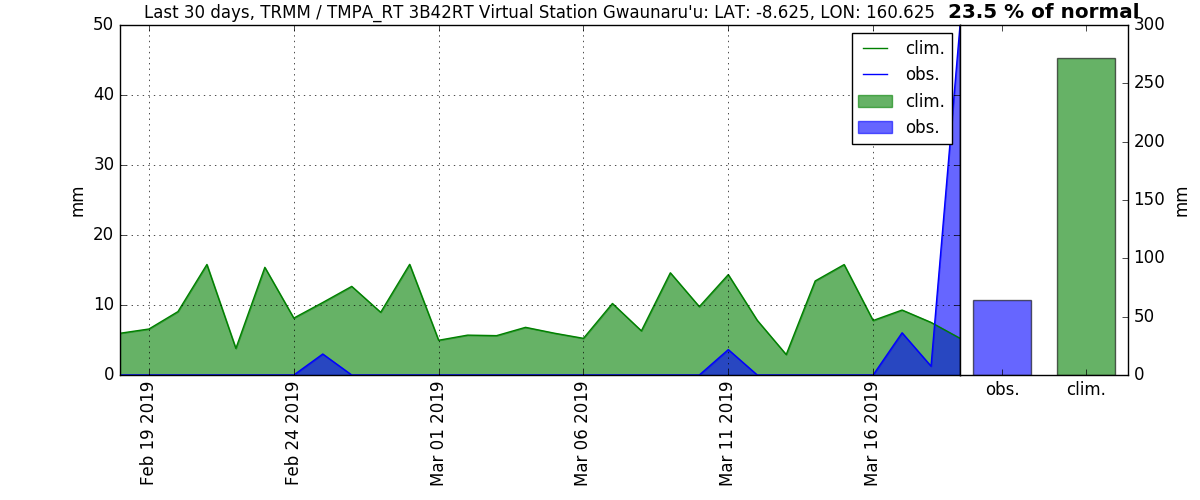 Last 30 days, TRMM / TMPA_RT 3B42RT Virtual Station Gwaunaru'u: LAT: -8.625, LON: 160.625 23.5 % of normal
50
40
30
20
10
0
mm
clim.
obs.
clim.
obs.
Feb 19 2019
Feb 24 2019
Mar 01 2019
Mar 06 2019
Mar 11 2019
Mar 16 2019
300
250
200
150
100
50
0
mm
obs. clim.